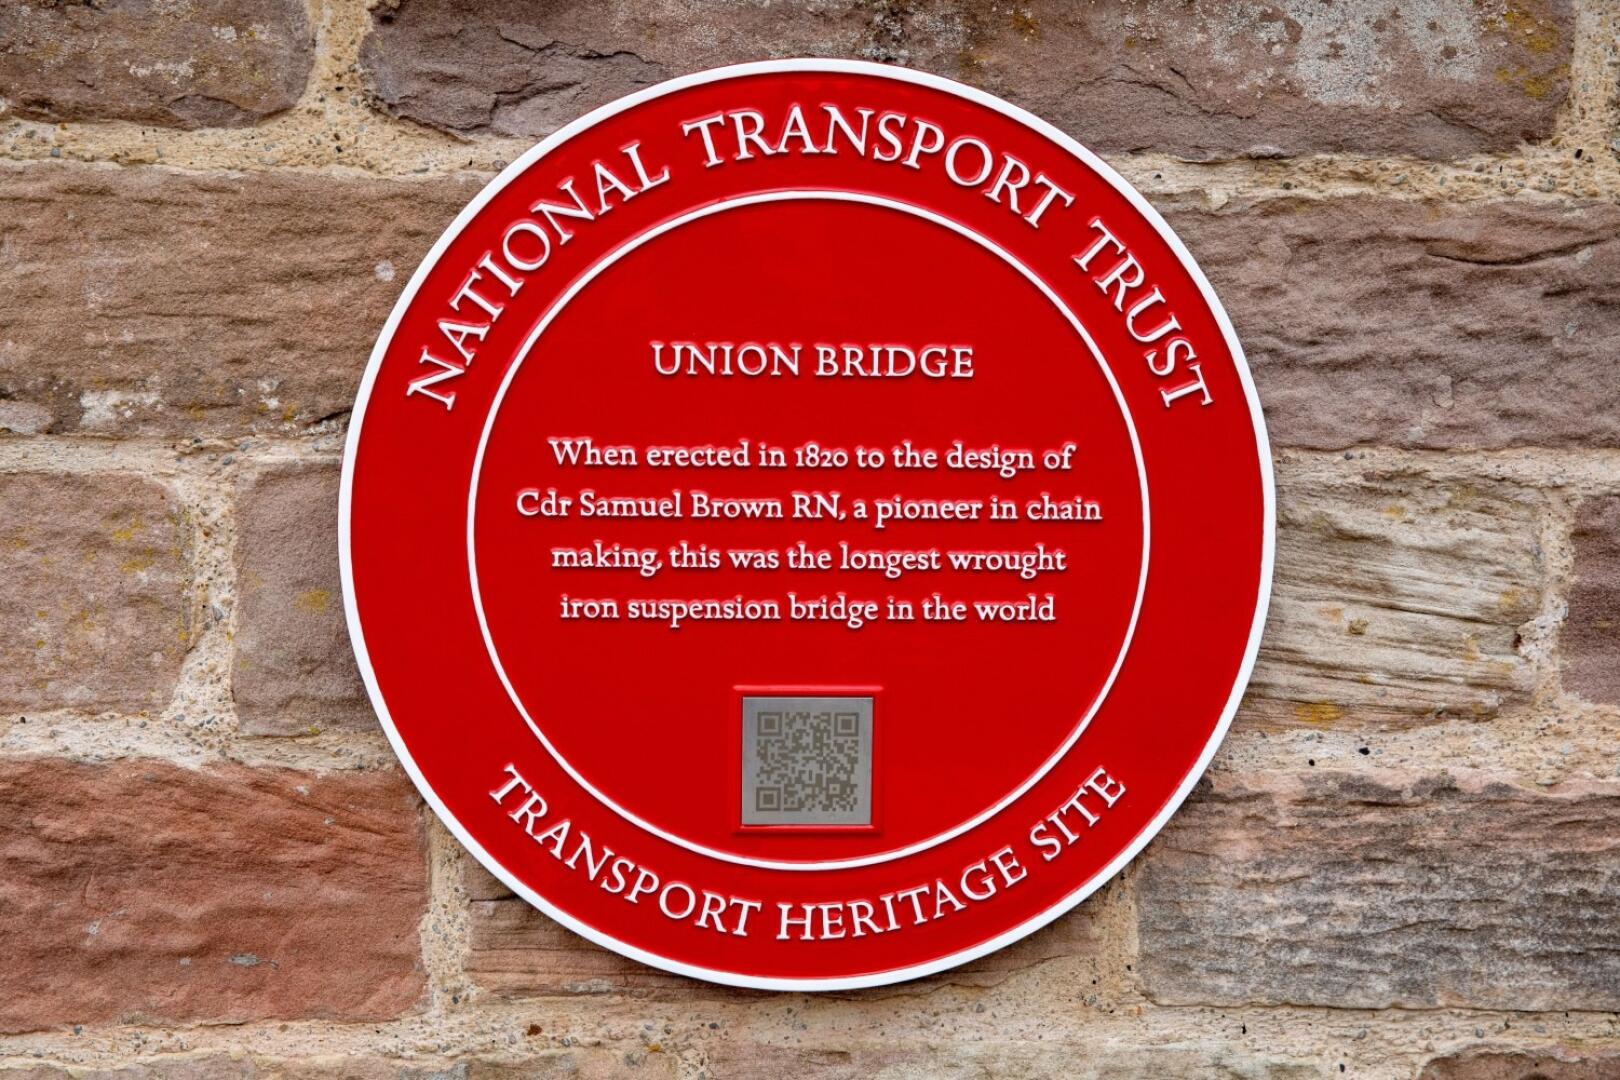 NATIONAL TRANSPORT TRUST
UNION BRIDGE
When erected in 1820 to the design of
Cdr Samuel Brown RN, a pioneer in chain
making, this was the longest wrought
iron suspension bridge in the world
TRANSPORT HERITAGE SITE